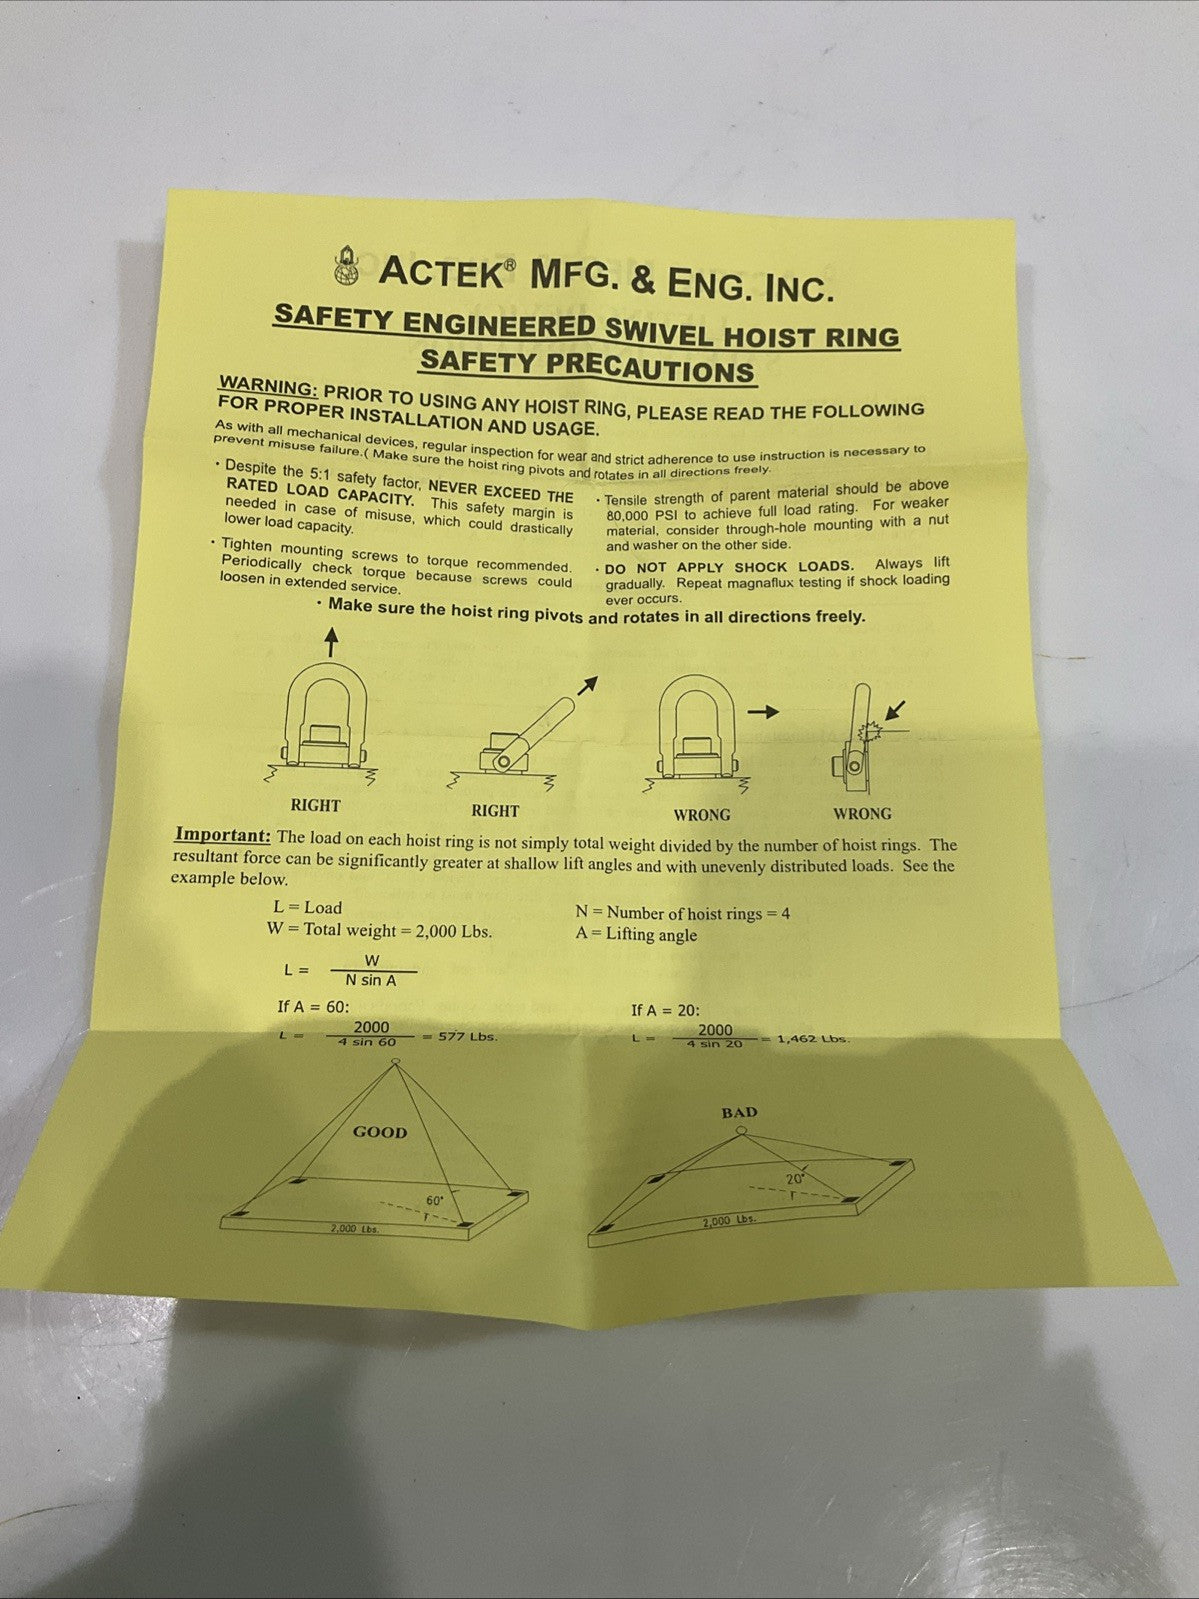 ACTEK® MFG. & ENG. INC.
SAFETY ENGINEERED SWIVEL HOIST RING
SAFETY PRECAUTIONS
WARNING: PRIOR TO USING ANY HOIST RING, PLEASE READ THE FOLLOWING
FOR PROPER INSTALLATION AND USAGE.
As with all mechanical devices, regular inspection for wear and strict adherence to use instruction is necessary to
prevent misuse failure.( Make sure the hoist ring pivots and rotates in all directions freely.
· Despite the 5:1 safety factor, NEVER EXCEED THE
RATED LOAD CAPACITY. This safety margin is
needed in case of misuse, which could drastically
lower load capacity.
· Tighten mounting screws to torque recommended.
Periodically check torque because screws could
loosen in extended service.
· Tensile strength of parent material should be above
80,000 PSI to achieve full load rating. For weaker
material, consider through-hole mounting with a nut
and washer on the other side.
· DO NOT APPLY SHOCK LOADS. Always lift
gradually. Repeat magnaflux testing if shock loading
ever occurs.
· Make sure the hoist ring pivots and rotates in all directions freely.
RIGHT
RIGHT
WRONG
WRONG
Important: The load on each hoist ring is not simply total weight divided by the number of hoist rings. The
resultant force can be significantly greater at shallow lift angles and with unevenly distributed loads. See the
example below.
L = Load
W = Total weight = 2,000 Lbs.
N = Number of hoist rings = 4
A = Lifting angle
L = W
N sin A
If A = 60:
L = 2000 = 577 Lbs.
4 sin 60
If A = 20:
L = 2000 = 1,462 Lbs.
4 sin 20
GOOD
60°
2,000 Lbs.
BAD
20°
2,000 Lbs.